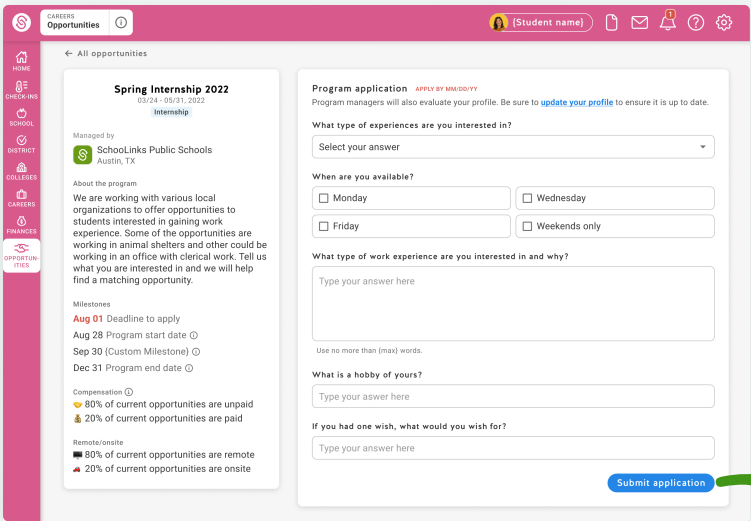 CAREERS
Opportunities
{Student name}
1
HOME
CHECK-INS
SCHOOL
DISTRICT
COLLEGES
CAREERS
FINANCES
OPPORTUN-
ITIES
← All opportunities
Spring Internship 2022
03/24 - 05/31, 2022
Internship
Managed by
SchooLinks Public Schools
Austin, TX
About the program
We are working with various local
organizations to offer opportunities to
students interested in gaining work
experience. Some of the opportunities are
working in animal shelters and other could be
working in an office with clerical work. Tell us
what you are interested in and we will help
find a matching opportunity.
Milestones
Aug 01 Deadline to apply
Aug 28 Program start date
Sep 30 {Custom Milestone}
Dec 31 Program end date
Compensation
80% of current opportunities are unpaid
20% of current opportunities are paid
Remote/onsite
80% of current opportunities are remote
20% of current opportunities are onsite
Program application APPLY BY MM/DD/YY
Program managers will also evaluate your profile. Be sure to update your profile to ensure it is up to date.
What type of experiences are you interested in?
Select your answer
When are you available?
Monday
Wednesday
Friday
Weekends only
What type of work experience are you interested in and why?
Type your answer here
Use no more than {max} words.
What is a hobby of yours?
Type your aswer here
If you had one wish, what would you wish for?
Type your answer here
Submit application